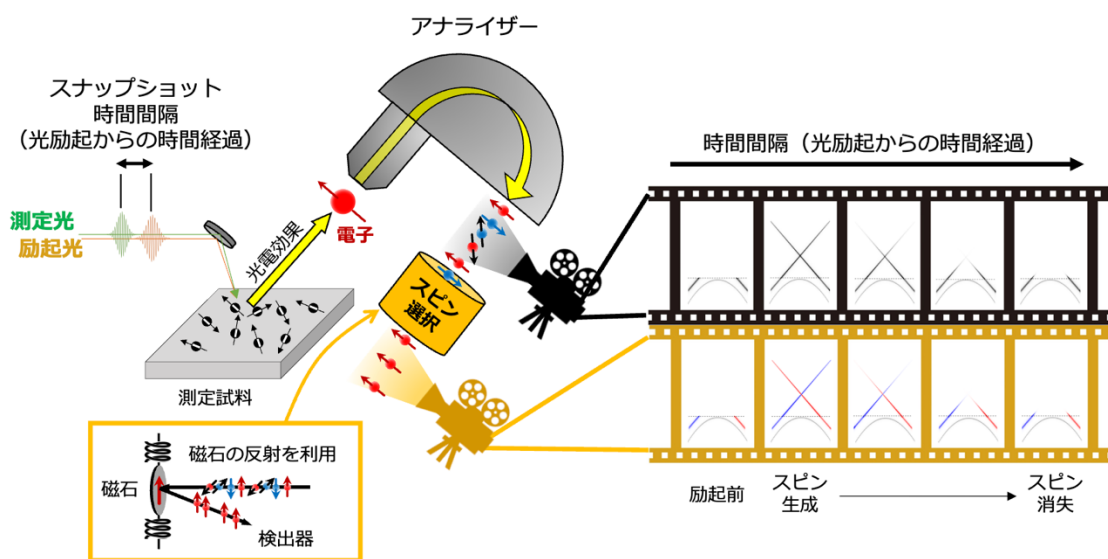 アナライザー
スナップショット
時間間隔
（光励起からの時間経過）
測定光
励起光
光電効果
電子
測定試料
スピン
選択
磁石の反射を利用
磁石
検出器
時間間隔（光励起からの時間経過）
励起前
スピン
生成
スピン
消失